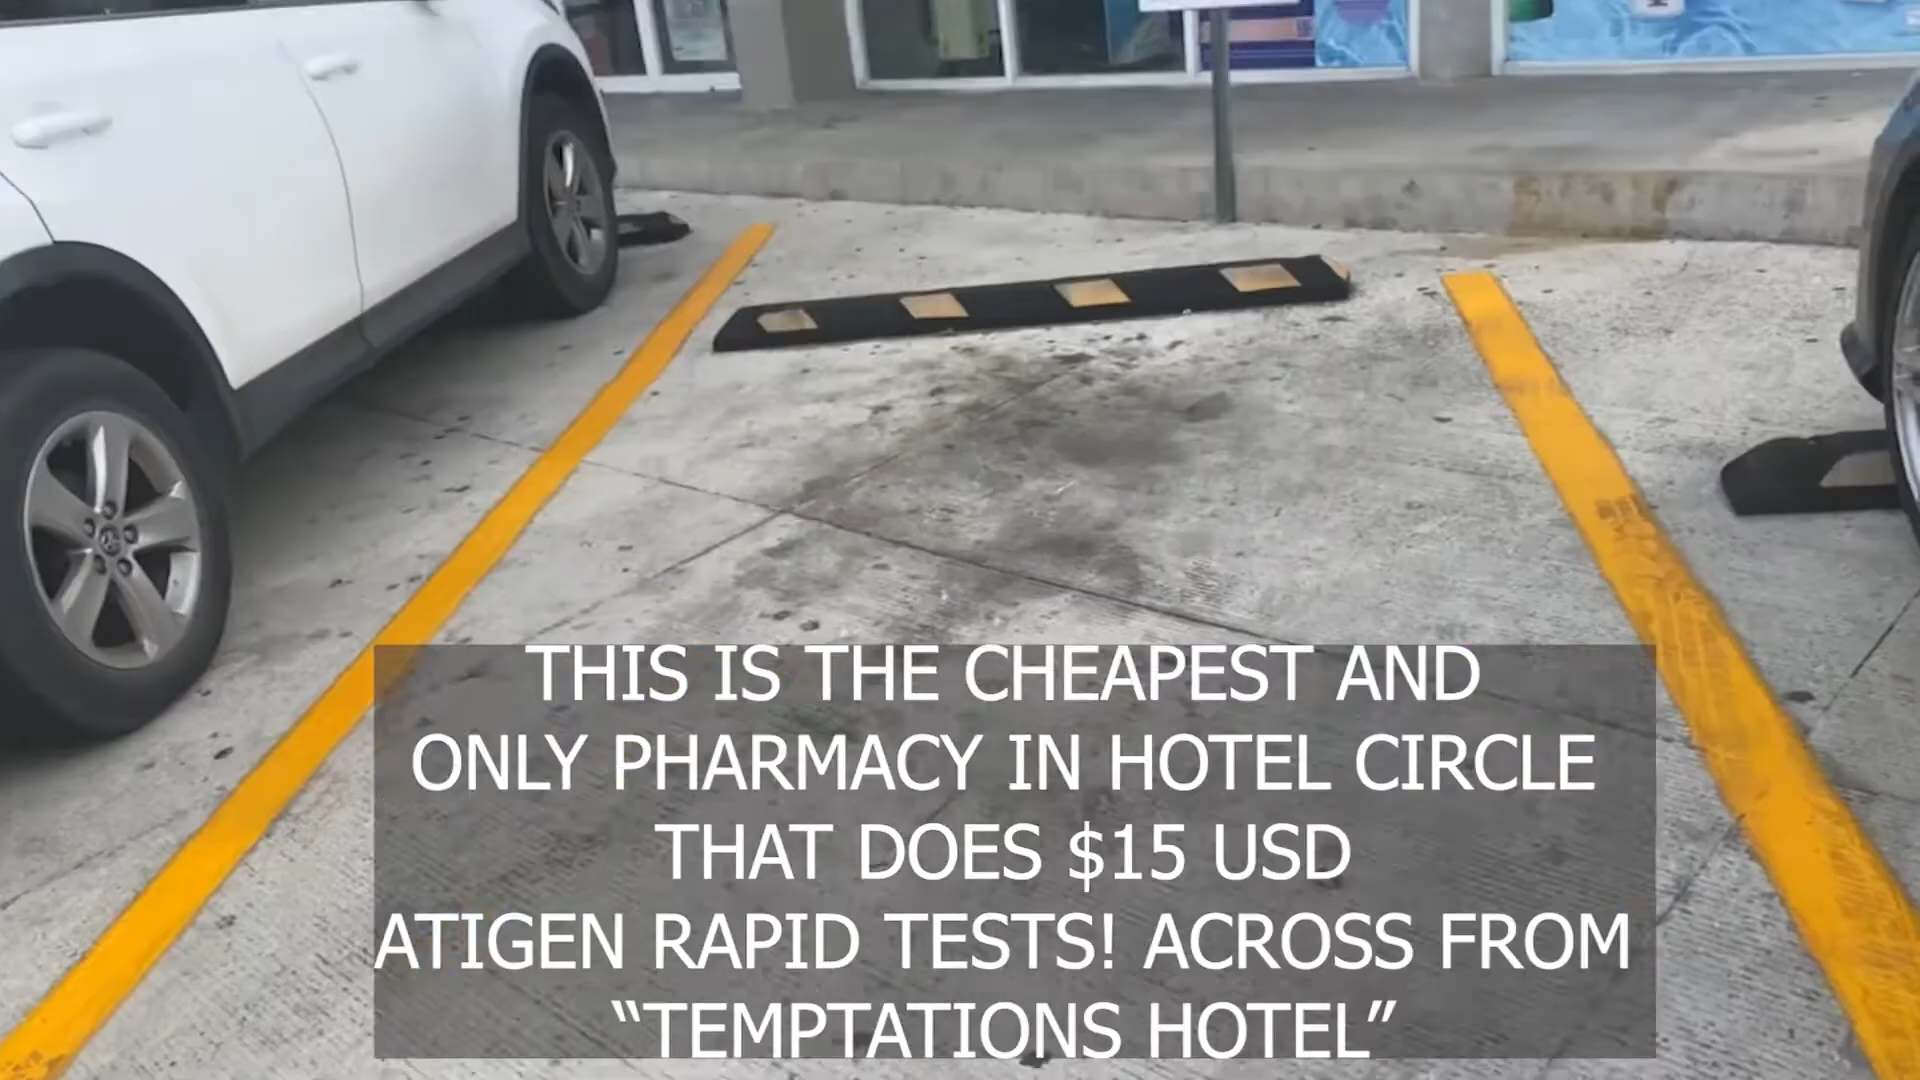 THIS IS THE CHEAPEST AND
ONLY PHARMACY IN HOTEL CIRCLE
THAT DOES $15 USD
ATIGEN RAPID TESTS! ACROSS FROM
“TEMPTATIONS HOTEL”